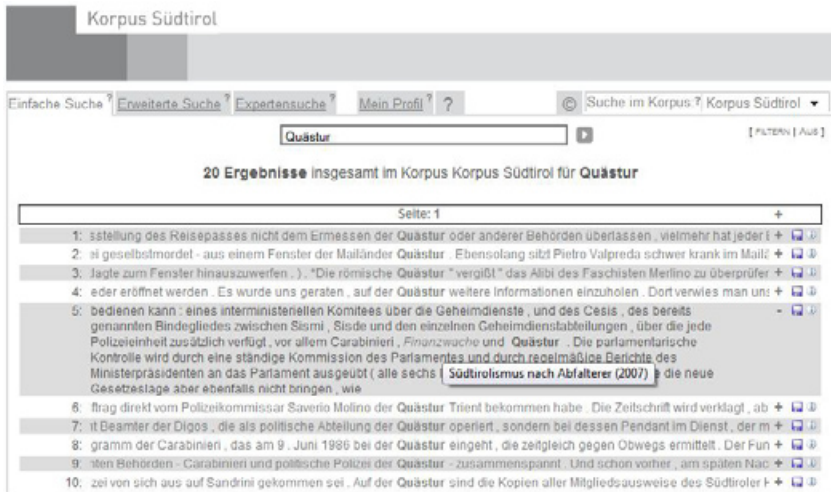 Korpus Südtirol
Einfache Suche ? Erweiterte Suche ? Expertensuche ? Mein Profil ? ? © Suche im Korpus ? Korpus Südtirol
Quästur [ FILTERN | AUS ]
20 Ergebnisse insgesamt im Korpus Korpus Südtirol für Quästur
Seite: 1 +
1: sstellung des Reisepasses nicht dem Ermessen der Quästur oder anderer Behörden überlassen , vielmehr hat jeder +
2: ei geselbstmordet - aus einem Fenster der Mailänder Quästur . Ebensolang sitzt Pietro Valpreda schwer krank im Mail +
3: Jagte zum Fenster hinauszuwerfen . ) . "Die römische Quästur " vergißt " das Alibi des Faschisten Merlino zu überprüfer +
4: eder eröffnet werden . Es wurde uns geraten , auf der Quästur weitere Informationen einzuholen . Dort verwies man uns +
5: bedienen kann : eines interministeriellen Komitees über die Geheimdienste , und des Cesis , des bereits -
genannten Bindegliedes zwischen Sismi , Sisde und den einzelnen Geheimdienstabteilungen , über die jede
Polizeieinheit zusätzlich verfügt , vor allem Carabinieri , Finanzwache und Quästur . Die parlamentarische
Kontrolle wird durch eine ständige Kommission des Parlamentes und durch regelmäßige Berichte des
Ministerpräsidenten an das Parlament ausgeübt ( alle sechs Südtirolismus nach Abfalterer (2007) e die neue
Gesetzeslage aber ebenfalls nicht bringen , wie
6: ftrag direkt vom Polizeikommissar Saverio Molino der Quästur Trient bekommen habe . Die Zeitschrift wird verklagt , ab +
7: it Beamter der Digos , die als politische Abteilung der Quästur operiert , sondern bei dessen Pendant im Dienst , der m +
8: gramm der Carabinieri , das am 9 . Juni 1986 bei der Quästur eingeht , die zeitgleich gegen Obwegs ermittelt . Der Fun +
9: nten Behörden - Carabinieri und politische Polizei der Quästur - zusammenspannt . Und schon vorher , am späten Nac +
10: zei von sich aus auf Sandrini gekommen sei . Auf der Quästur sind die Kopien aller Mitgliedsausweise des Südtiroler +